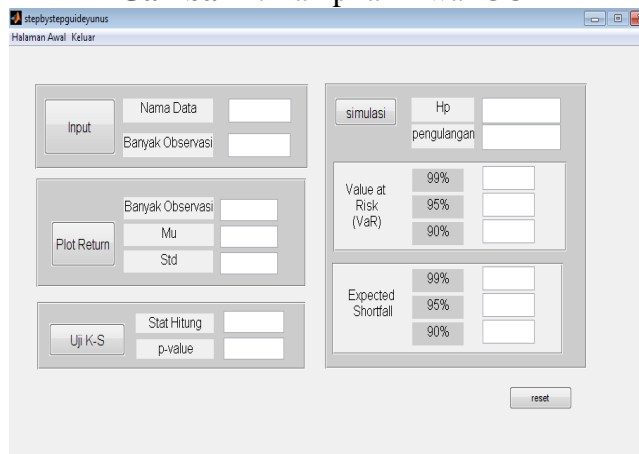 stepbystepguideyunus
Halaman Awal Keluar
Input
Nama Data
Banyak Observasi
Plot Return
Banyak Observasi
Mu
Std
Uji K-S
Stat Hitung
p-value
simulasi
Hp
pengulangan
Value at
Risk
(VaR)
99%
95%
90%
Expected
Shortfall
99%
95%
90%
reset